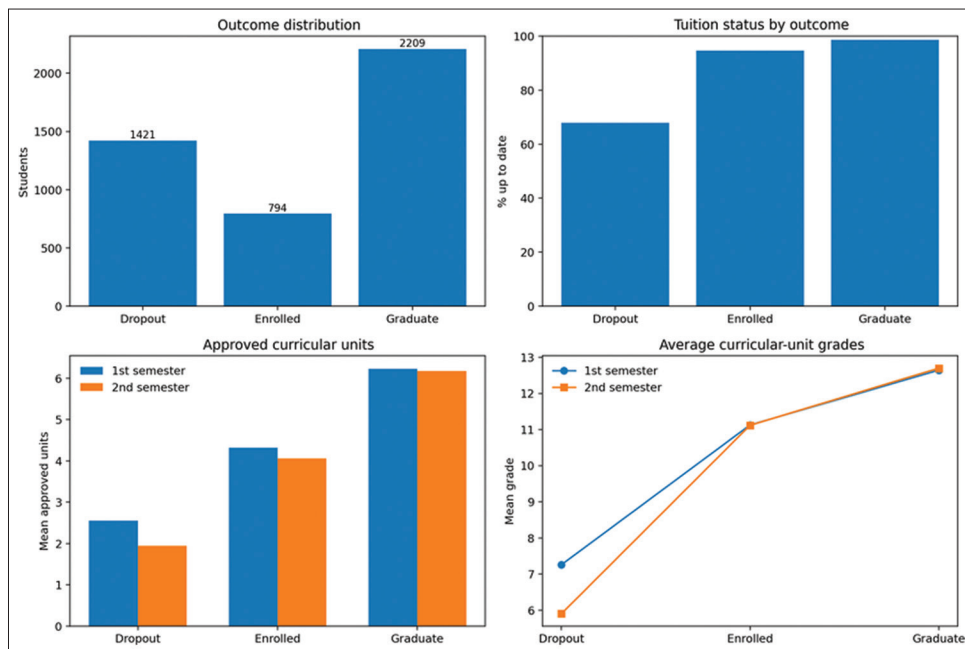 Outcome distribution
2209
2000
1421
1500
Students
1000
794
500
0
Dropout Enrolled Graduate
Tuition status by outcome
100
80
60
% up to date
40
20
0
Dropout Enrolled Graduate
Approved curricular units
1st semester
2nd semester
6
5
4
3
Mean approved units
2
1
0
Dropout Enrolled Graduate
Average curricular-unit grades
1st semester
2nd semester
13
12
11
10
9
Mean grade
8
7
6
Dropout Enrolled Graduate